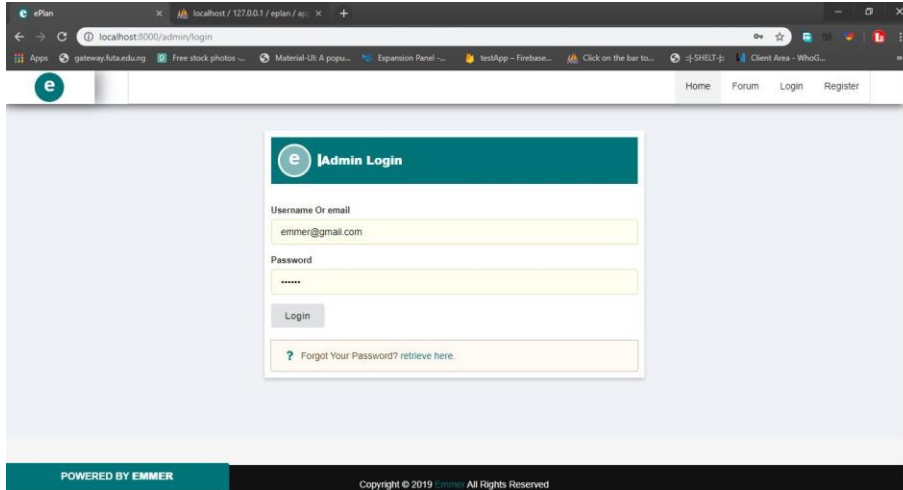 ePlan
localhost / 127.0.0.1 / eplan / ap
localhost:8000/admin/login
Apps gateway.futa.edu.ng Free stock photos -... Material-UI: A popu... Expansion Panel -... testApp – Firebase... Click on the bar to... :|-SHELT-|: Client Area - WhoG...
e Home Forum Login Register
e Admin Login
Username Or email
emmer@gmail.com
Password
Login
? Forgot Your Password? retrieve here.
POWERED BY EMMER
Copyright © 2019 Emmer All Rights Reserved